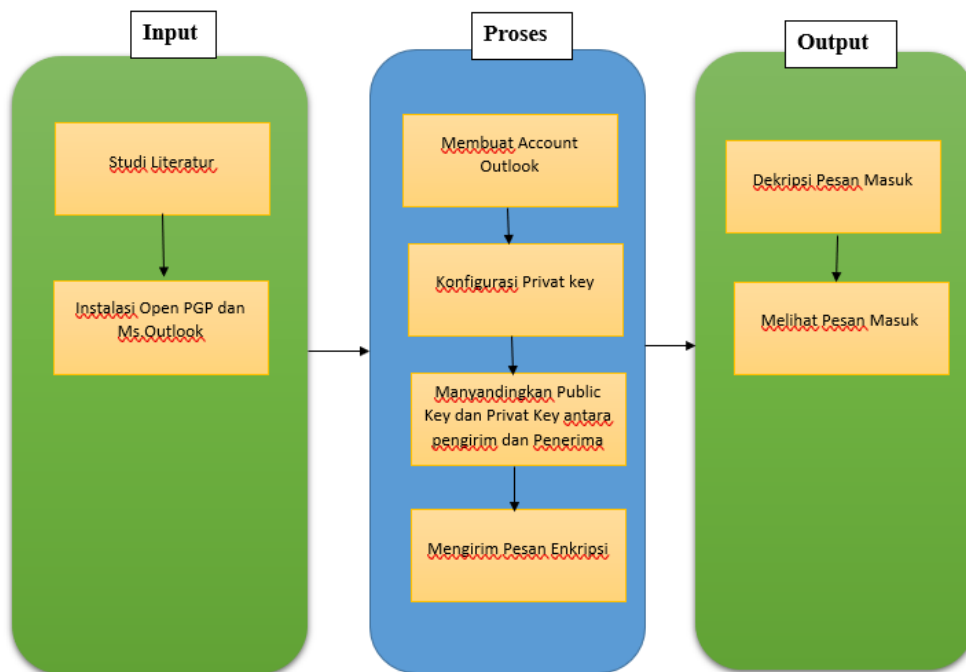 Input
Studi Literatur
Instalasi Open PGP dan
Ms.Outlook
Proses
Membuat Account
Outlook
Konfigurasi Privat key
Manyandingkan Public
Key dan Privat Key antara
pengirim dan Penerima
Mengirim Pesan Enkripsi
Output
Dekripsi Pesan Masuk
Melihat Pesan Masuk